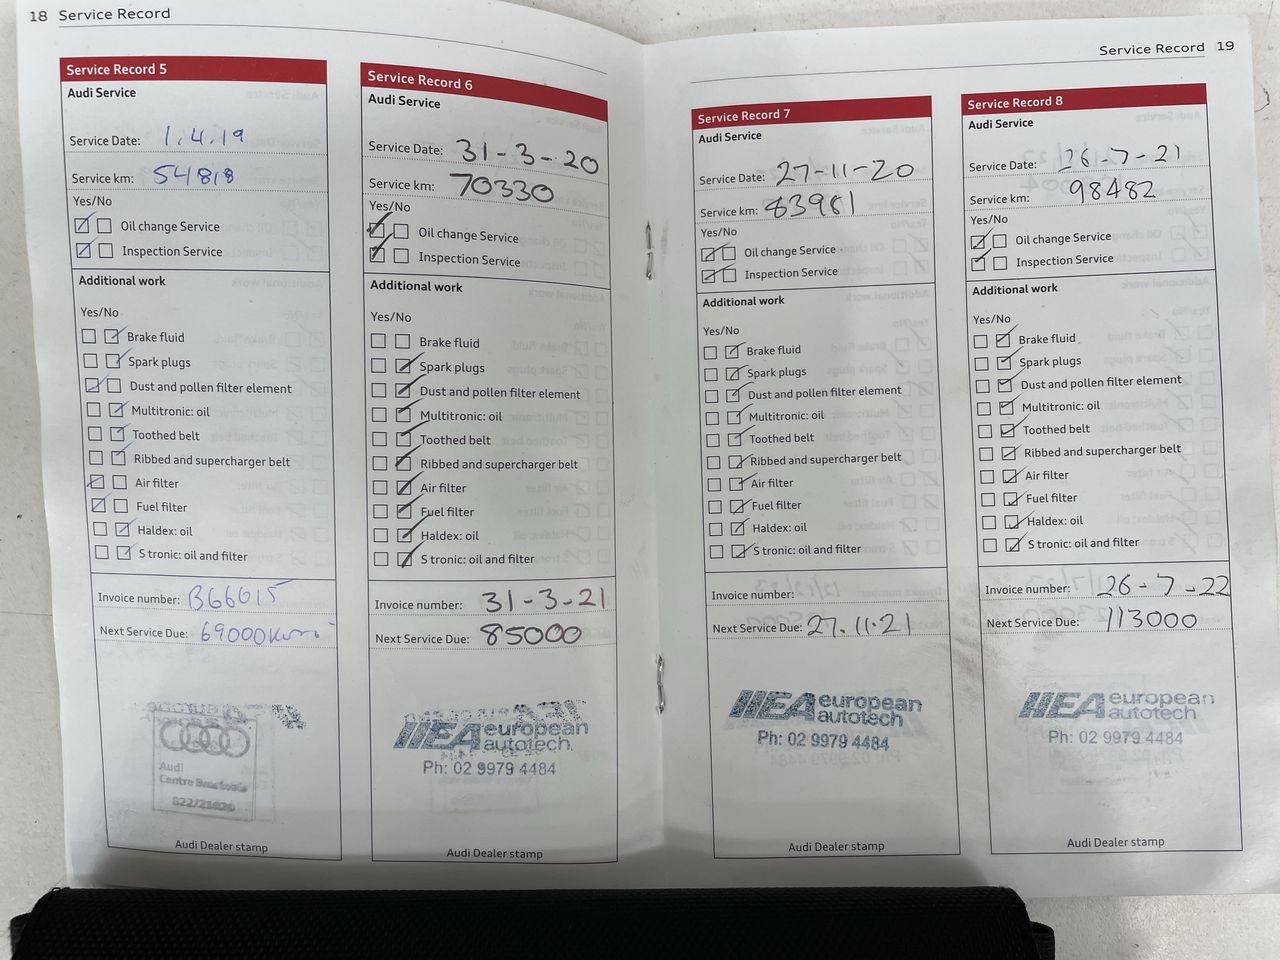 18 Service Record
Service Record 5
Audi Service
Service Date: 1.4.19
Service km: 54818
Yes/No
Oil change Service
Inspection Service
Additional work
Yes/No
Brake fluid
Spark plugs
Dust and pollen filter element
Multitronic: oil
Toothed belt
Ribbed and supercharger belt
Air filter
Fuel filter
Haldex: oil
S tronic: oil and filter
Invoice number: B66015
Next Service Due: 69000km
Audi
Centre
Audi Dealer stamp
Service Record 6
Audi Service
Service Date: 31-3-20
Service km: 70330
Yes/No
Oil change Service
Inspection Service
Additional work
Yes/No
Brake fluid
Spark plugs
Dust and pollen filter element
Multitronic: oil
Toothed belt
Ribbed and supercharger belt
Air filter
Fuel filter
Haldex: oil
S tronic: oil and filter
Invoice number: 31-3-21
Next Service Due: 85000
EA european
autotech
Ph: 02 9979 4484
Audi Dealer stamp
Service Record 19
Service Record 7
Audi Service
Service Date: 27-11-20
Service km: 83981
Yes/No
Oil change Service
Inspection Service
Additional work
Yes/No
Brake fluid
Spark plugs
Dust and pollen filter element
Multitronic: oil
Toothed belt
Ribbed and supercharger belt
Air filter
Fuel filter
Haldex: oil
S tronic: oil and filter
Invoice number:
Next Service Due: 27.11.21
EA european
autotech
Ph: 02 9979 4484
Audi Dealer stamp
Service Record 8
Audi Service
Service Date: 26-7-21
Service km: 98482
Yes/No
Oil change Service
Inspection Service
Additional work
Yes/No
Brake fluid
Spark plugs
Dust and pollen filter element
Multitronic: oil
Toothed belt
Ribbed and supercharger belt
Air filter
Fuel filter
Haldex: oil
S tronic: oil and filter
Invoice number: 26-7-22
Next Service Due: 113000
EA european
autotech
Ph: 02 9979 4484
Audi Dealer stamp